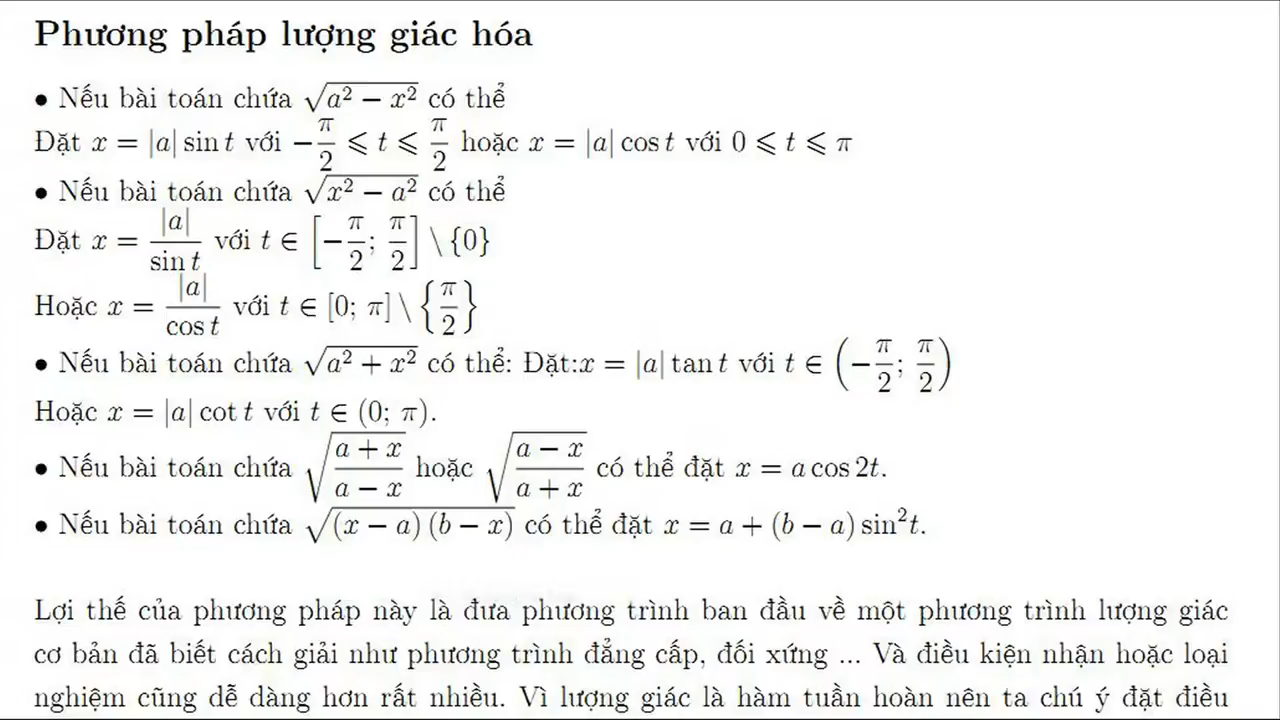 Phương pháp lượng giác hóa
• Nếu bài toán chứa √(a² − x²) có thể
Đặt x = |a| sin t với −π/2 ⩽ t ⩽ π/2 hoặc x = |a| cos t với 0 ⩽ t ⩽ π
• Nếu bài toán chứa √(x² − a²) có thể
Đặt x = |a|/sin t với t ∈ [−π/2; π/2] \ {0}
Hoặc x = |a|/cos t với t ∈ [0; π] \ {π/2}
• Nếu bài toán chứa √(a² + x²) có thể: Đặt:x = |a| tan t với t ∈ (−π/2; π/2)
Hoặc x = |a| cot t với t ∈ (0; π).
• Nếu bài toán chứa √((a + x)/(a − x)) hoặc √((a − x)/(a + x)) có thể đặt x = a cos 2t.
• Nếu bài toán chứa √((x − a) (b − x)) có thể đặt x = a + (b − a) sin²t.
Lợi thế của phương pháp này là đưa phương trình ban đầu về một phương trình lượng giác
cơ bản đã biết cách giải như phương trình đẳng cấp, đối xứng ... Và điều kiện nhận hoặc loại
nghiệm cũng dễ dàng hơn rất nhiều. Vì lượng giác là hàm tuần hoàn nên ta chú ý đặt điều